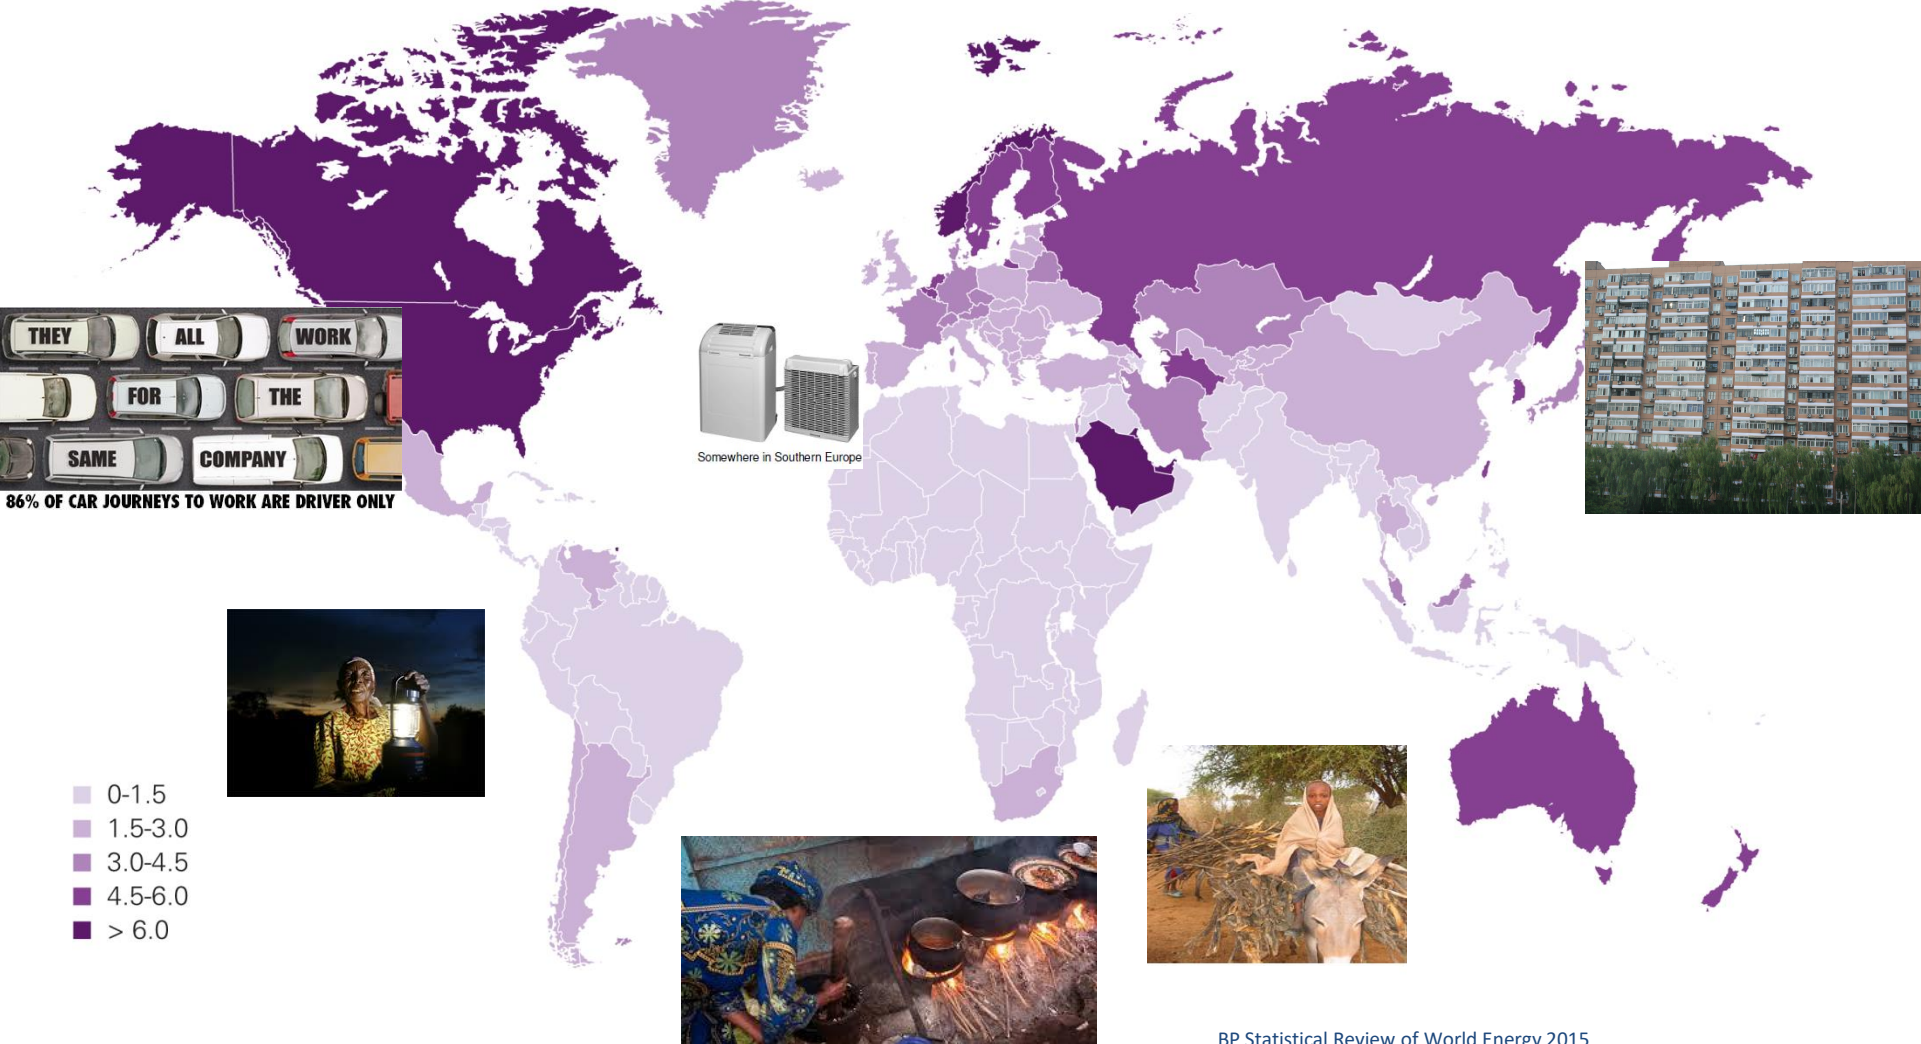 THEY
ALL
WORK
FOR
THE
SAME
COMPANY
86% OF CAR JOURNEYS TO WORK ARE DRIVER ONLY
Somewhere in Southern Europe
0-1.5
1.5-3.0
3.0-4.5
4.5-6.0
> 6.0
BP Statistical Review of World Energy 2015